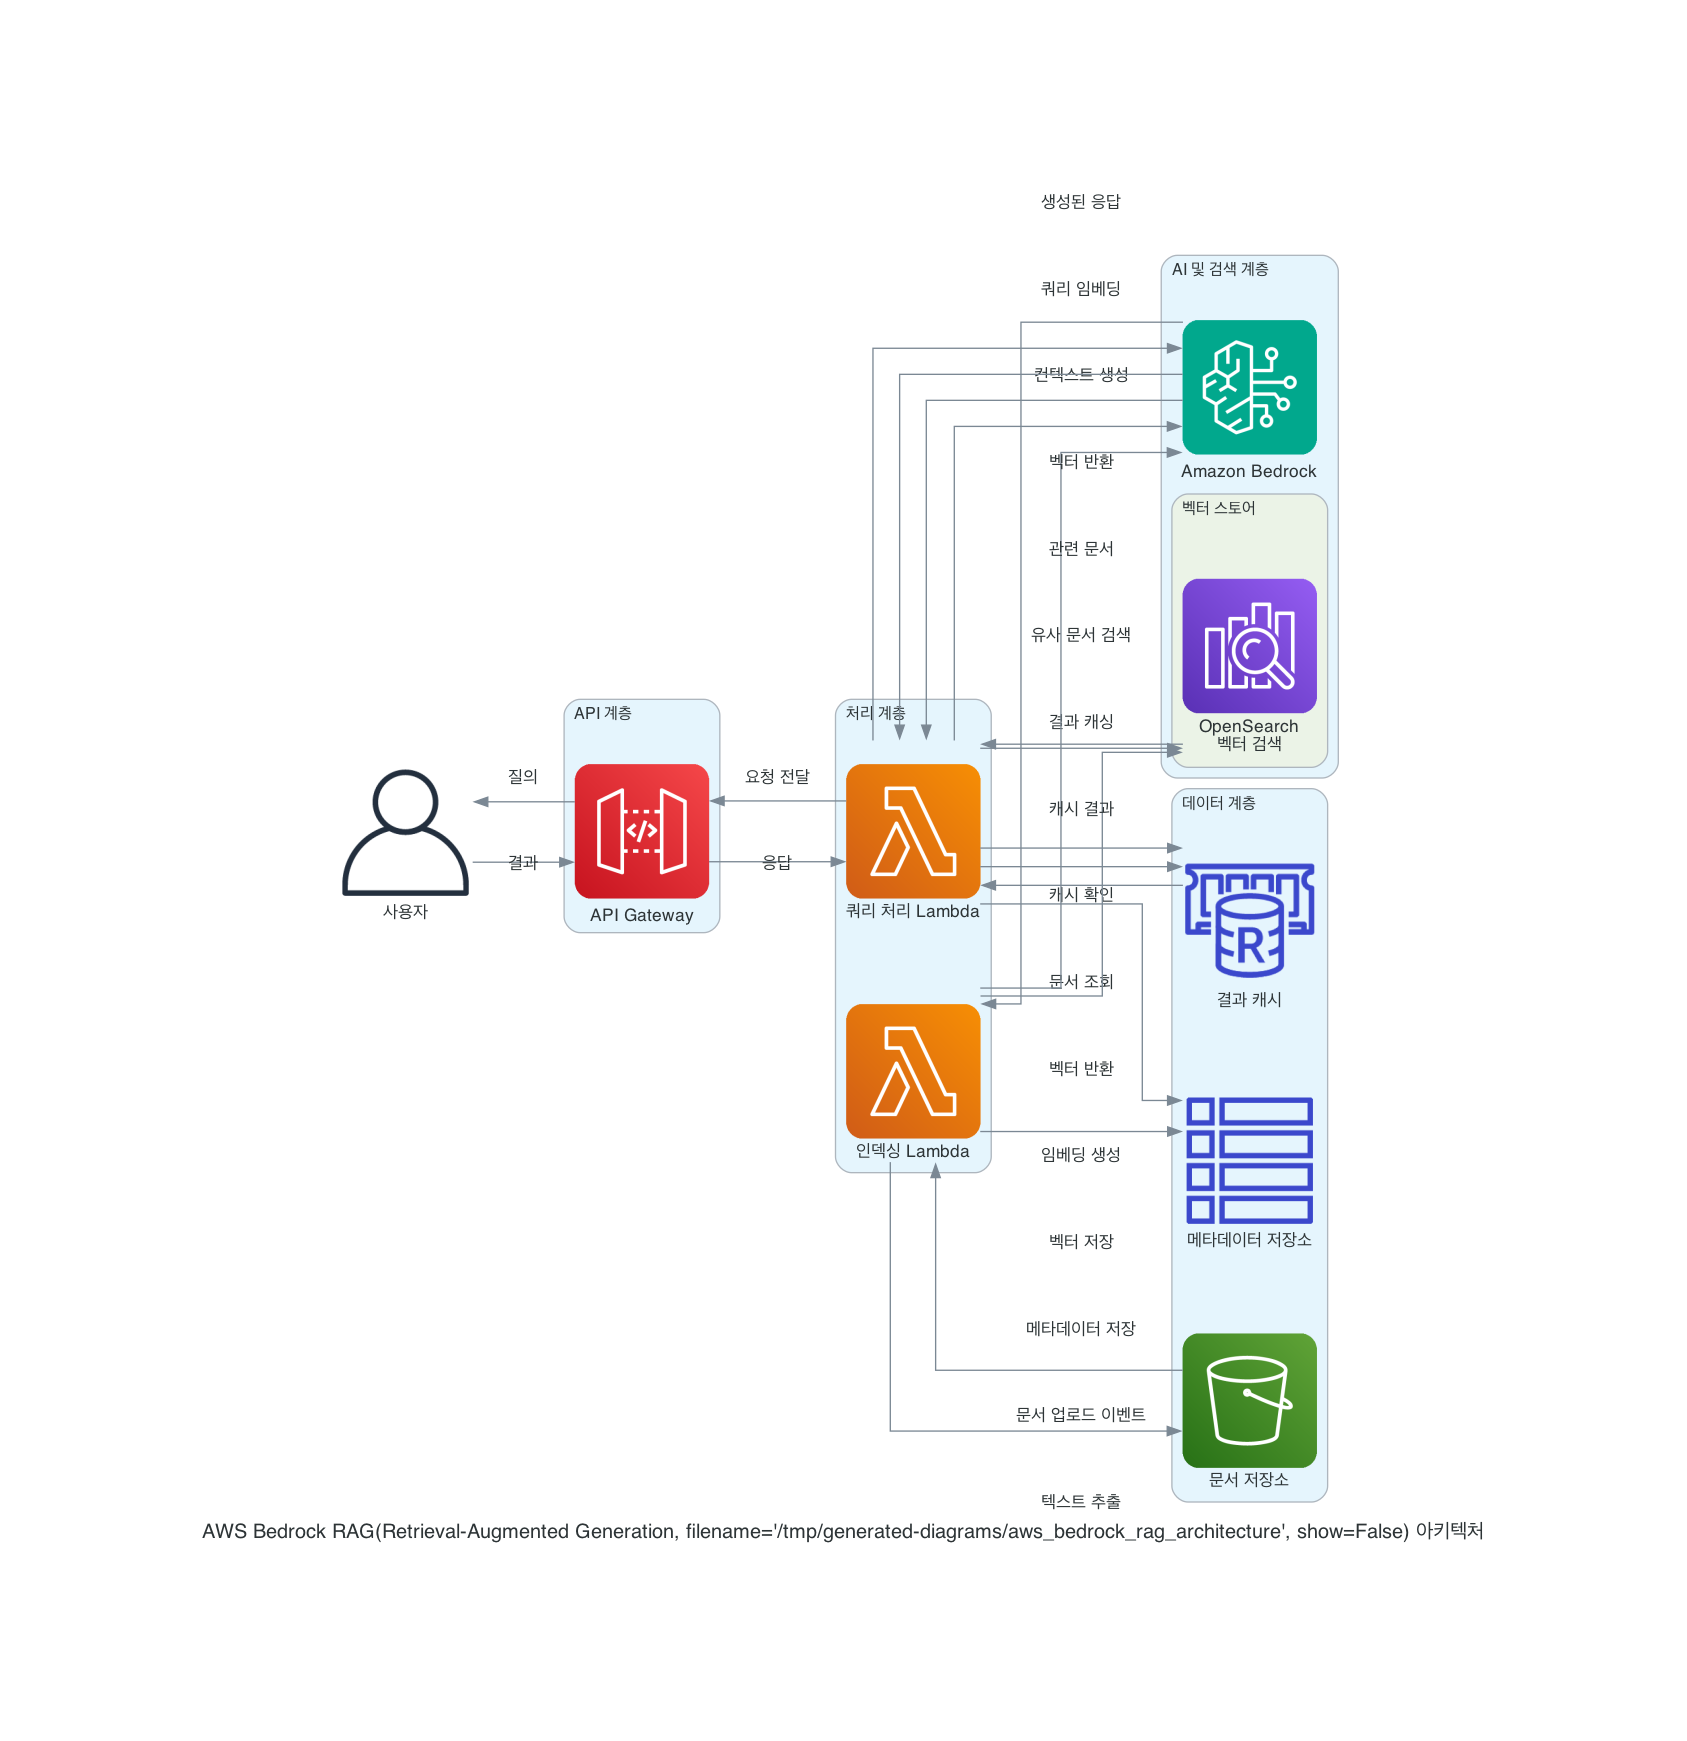 생성된 응답
AI 및 검색 계층
쿼리 임베딩
컨텍스트 생성
벡터 반환
Amazon Bedrock
벡터 스토어
관련 문서
유사 문서 검색
API 계층
처리 계층
결과 캐싱
OpenSearch
벡터 검색
질의
요청 전달
캐시 결과
데이터 계층
결과
응답
캐시 확인
사용자
API Gateway
쿼리 처리 Lambda
R
문서 조회
결과 캐시
벡터 반환
인덱싱 Lambda
임베딩 생성
벡터 저장
메타데이터 저장소
메타데이터 저장
문서 업로드 이벤트
문서 저장소
텍스트 추출
AWS Bedrock RAG(Retrieval-Augmented Generation, filename='/tmp/generated-diagrams/aws_bedrock_rag_architecture', show=False) 아키텍처